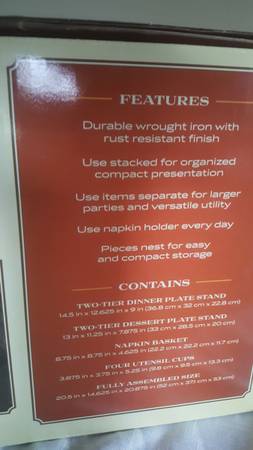 FEATURES
Durable wrought iron with
rust resistant finish
Use stacked for organized
compact presentation
Use items separate for larger
parties and versatile utility
Use napkin holder every day
Pieces nest for easy
and compact storage
CONTAINS
TWO-TIER DINNER PLATE STAND
14.5 in x 12.625 in x 9 in (36.8 cm x 32 cm x 22.8 cm)
TWO-TIER DESSERT PLATE STAND
13 in x 11.25 in x 7.875 in (33 cm x 28.5 cm x 20 cm)
NAPKIN BASKET
8.75 in x 8.75 in x 4.625 in (22.2 cm x 22.2 cm x 11.7 cm)
FOUR UTENSIL CUPS
3.875 in x 3.75 in x 5.25 in (9.8 cm x 9.5 cm x 13.3 cm)
FULLY ASSEMBLED SIZE
20.5 in x 14.625 in x 20.875 in (52 cm x 37 cm x 53 cm)